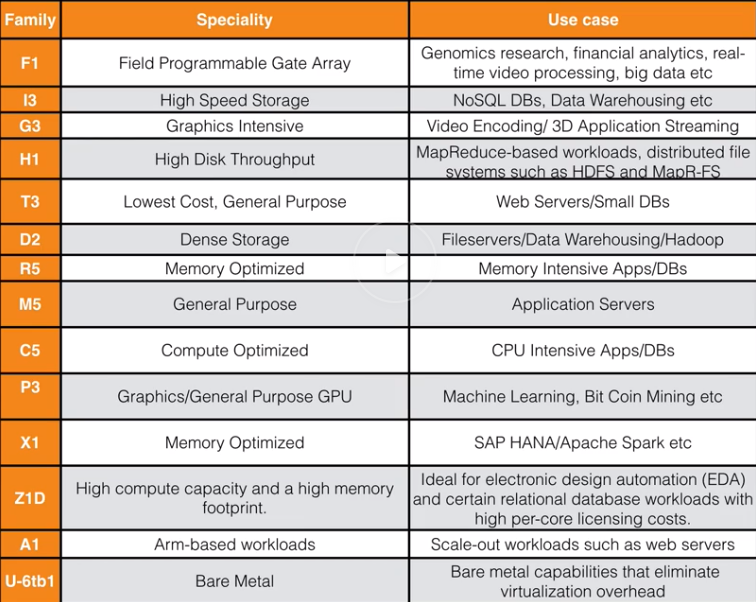 Family Speciality Use case
F1 Field Programmable Gate Array Genomics research, financial analytics, real-
time video processing, big data etc
I3 High Speed Storage NoSQL DBs, Data Warehousing etc
G3 Graphics Intensive Video Encoding/ 3D Application Streaming
H1 High Disk Throughput MapReduce-based workloads, distributed file
systems such as HDFS and MapR-FS
T3 Lowest Cost, General Purpose Web Servers/Small DBs
D2 Dense Storage Fileservers/Data Warehousing/Hadoop
R5 Memory Optimized Memory Intensive Apps/DBs
M5 General Purpose Application Servers
C5 Compute Optimized CPU Intensive Apps/DBs
P3 Graphics/General Purpose GPU Machine Learning, Bit Coin Mining etc
X1 Memory Optimized SAP HANA/Apache Spark etc
Z1D High compute capacity and a high memory
footprint. Ideal for electronic design automation (EDA)
and certain relational database workloads with
high per-core licensing costs.
A1 Arm-based workloads Scale-out workloads such as web servers
U-6tb1 Bare Metal Bare metal capabilities that eliminate
virtualization overhead